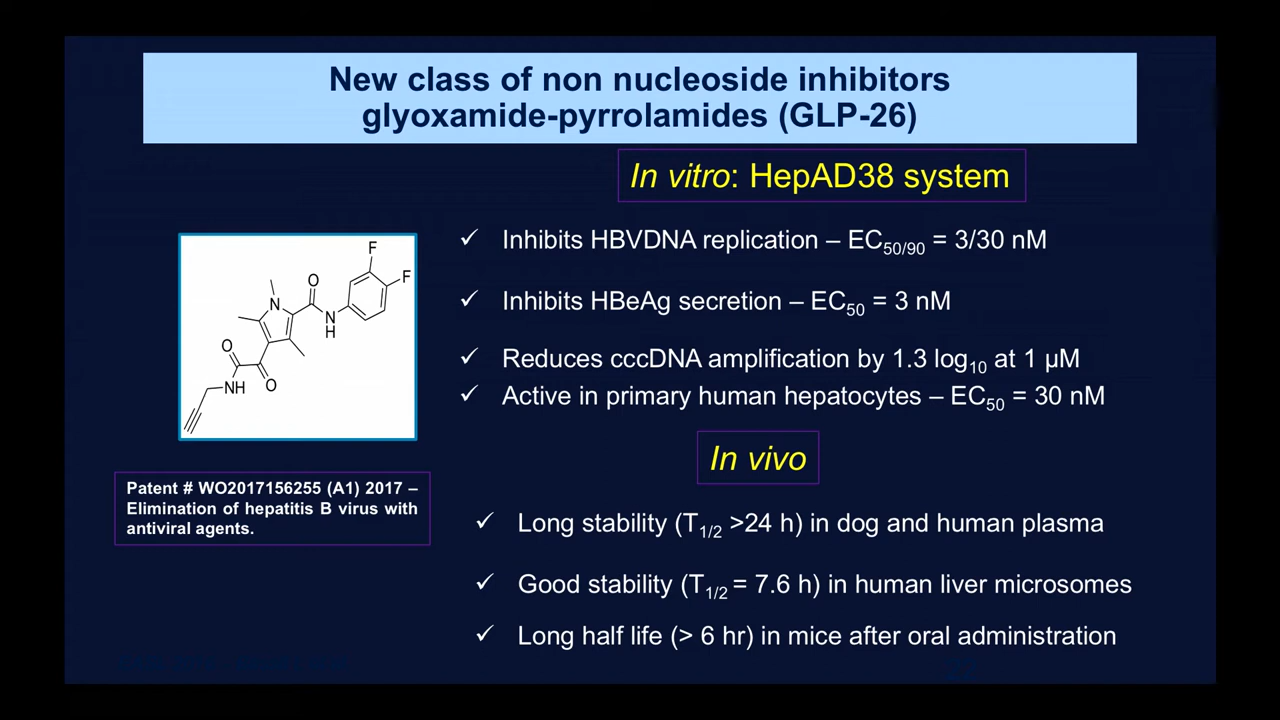 New class of non nucleoside inhibitors
glyoxamide-pyrrolamides (GLP-26)
In vitro: HepAD38 system
✓ Inhibits HBVDNA replication – EC50/90 = 3/30 nM
✓ Inhibits HBeAg secretion – EC50 = 3 nM
✓ Reduces cccDNA amplification by 1.3 log10 at 1 µM
✓ Active in primary human hepatocytes – EC50 = 30 nM
F
F
O
N
N
H
O
O
NH
Patent # WO2017156255 (A1) 2017 –
Elimination of hepatitis B virus with
antiviral agents.
In vivo
✓ Long stability (T1/2 >24 h) in dog and human plasma
✓ Good stability (T1/2 = 7.6 h) in human liver microsomes
✓ Long half life (> 6 hr) in mice after oral administration